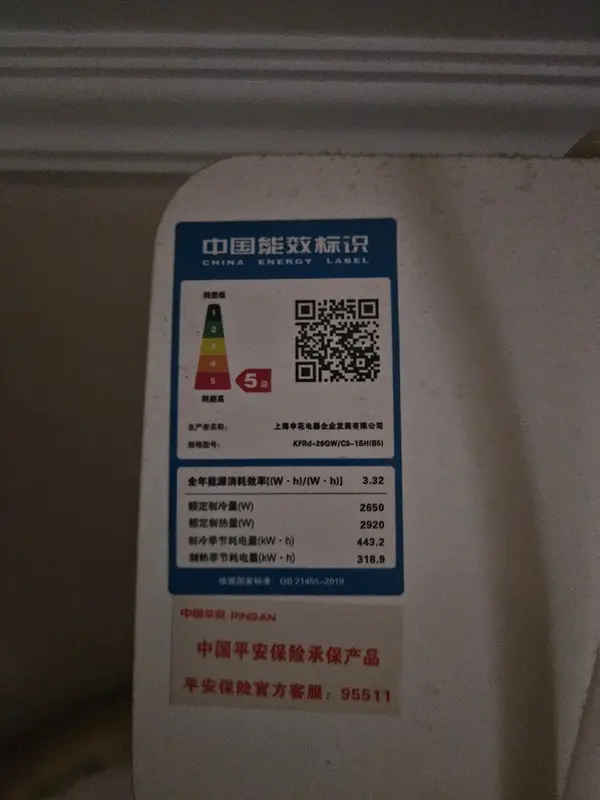 中国能效标识
CHINA ENERGY LABEL
耗能低
1
2
3
4
5
5级
耗能高
生产者名称: 上海申花电器企业发展有限公司
规格型号: KFRd-26GW/C9-1SH(B5)
全年能源消耗效率[(W·h)/(W·h)] 3.32
额定制冷量(W) 2650
额定制热量(W) 2920
制冷季节耗电量(kW·h) 443.2
制热季节耗电量(kW·h) 318.9
依据国家标准: GB 21455-2019
中国平安 PINGAN
中国平安保险承保产品
平安保险官方客服: 95511